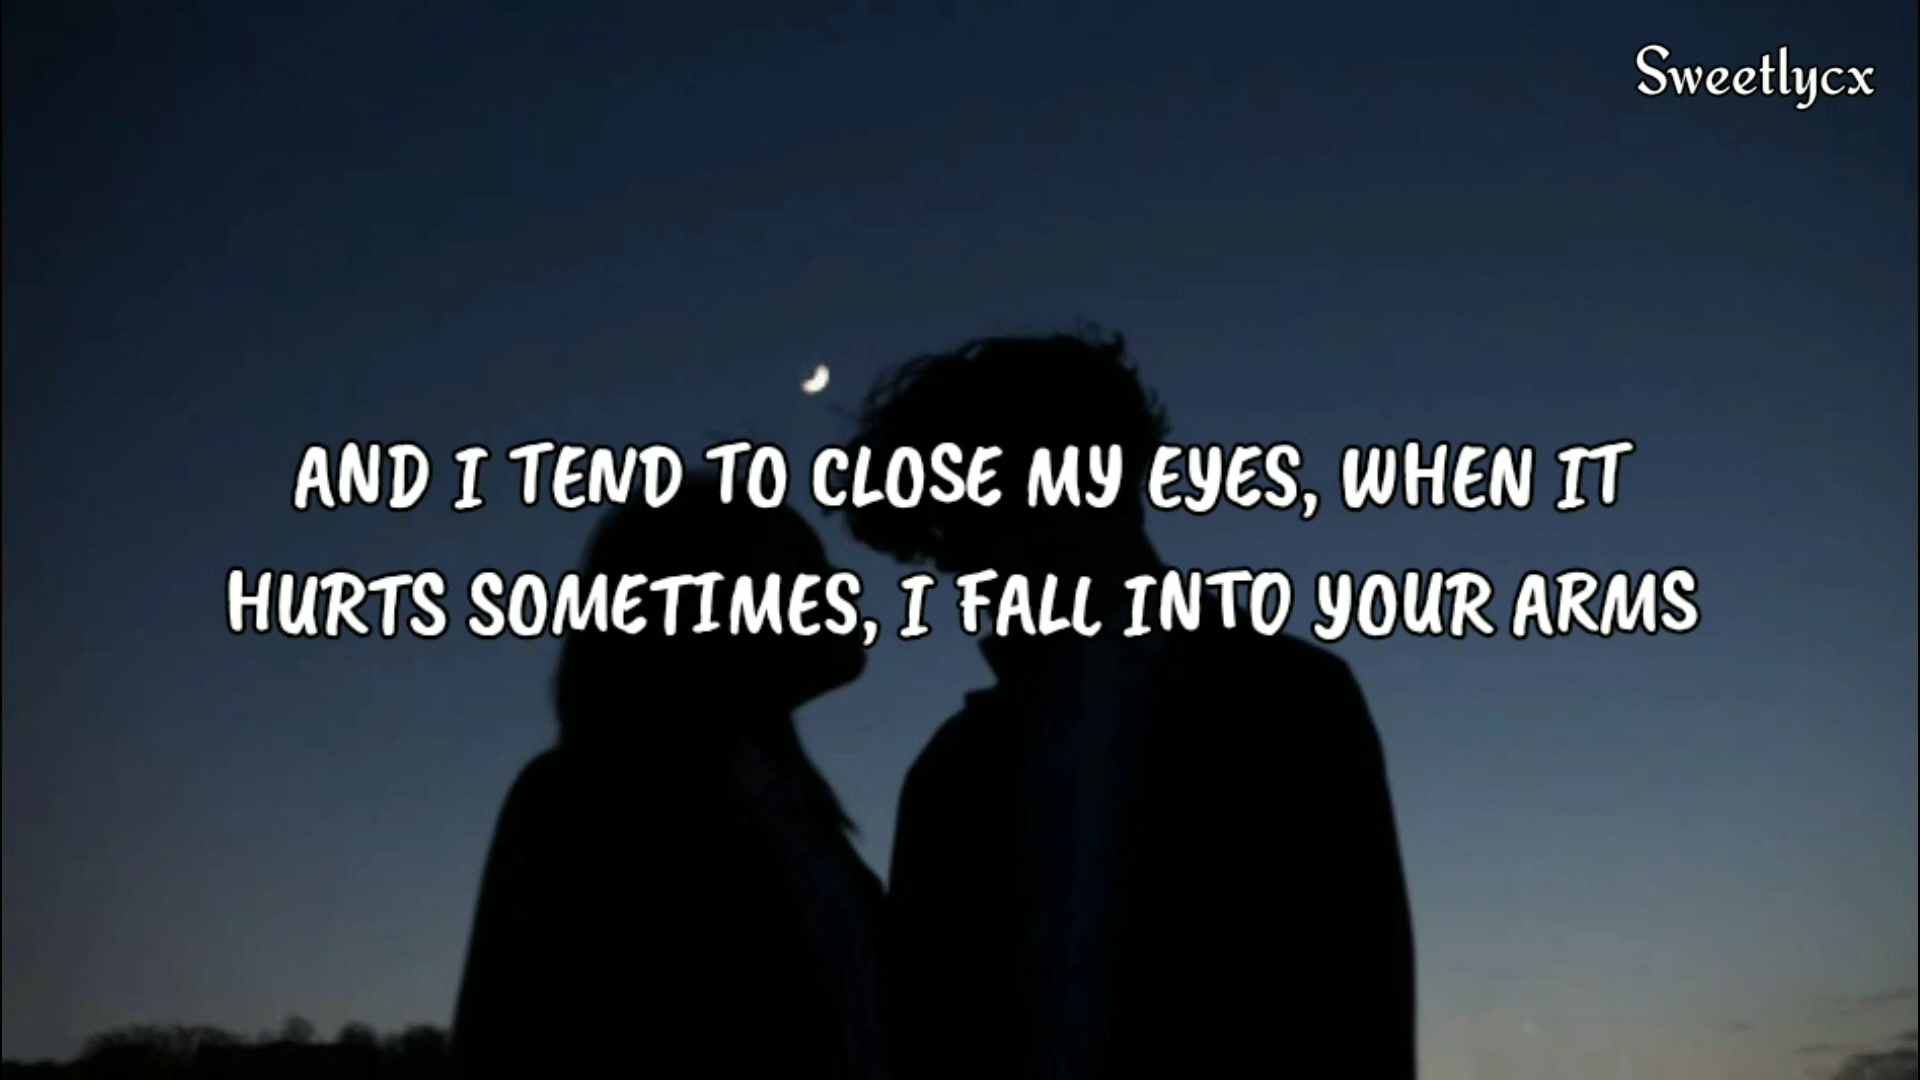 Sweetlycx
AND I TEND TO CLOSE MY EYES, WHEN IT
HURTS SOMETIMES, I FALL INTO YOUR ARMS